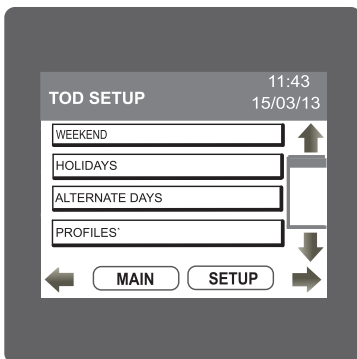 11:43
TOD SETUP 15/03/13
WEEKEND
HOLIDAYS
ALTERNATE DAYS
PROFILES`
MAIN SETUP